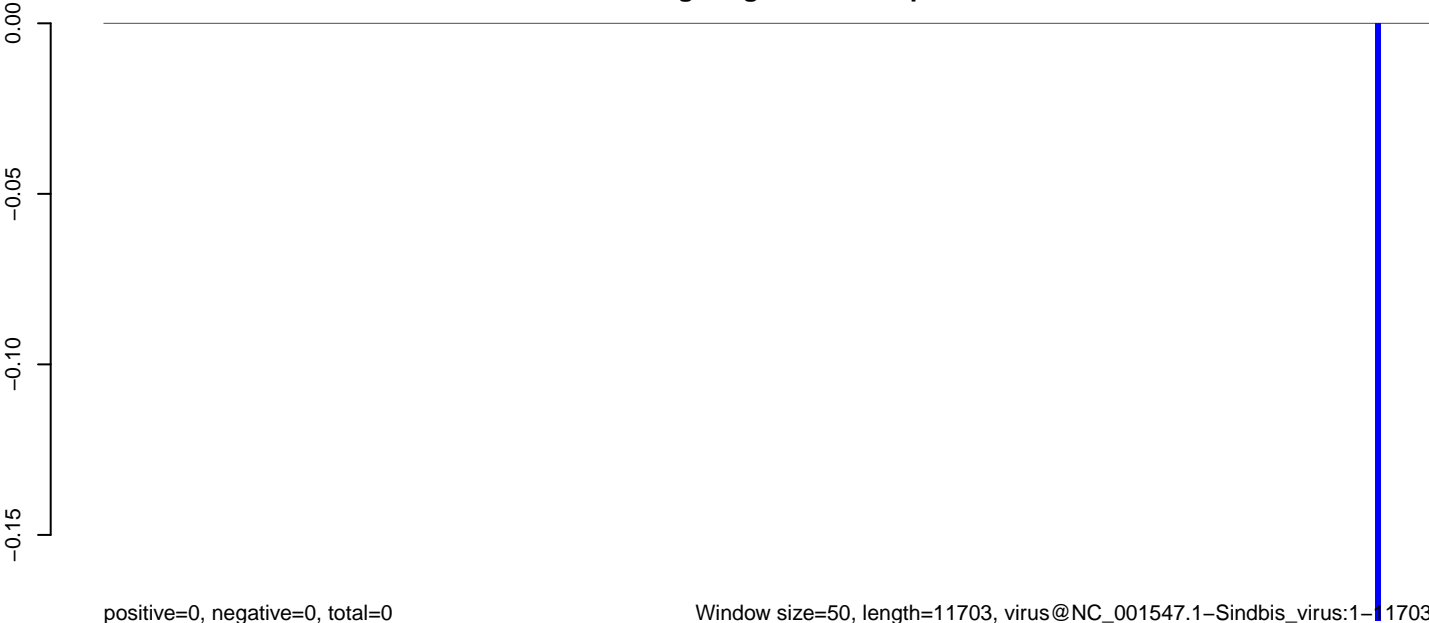 0.00
−0.05
−0.10
−0.15
positive=0, negative=0, total=0
Window size=50, length=11703, virus@NC_001547.1−Sindbis_virus:1−11703